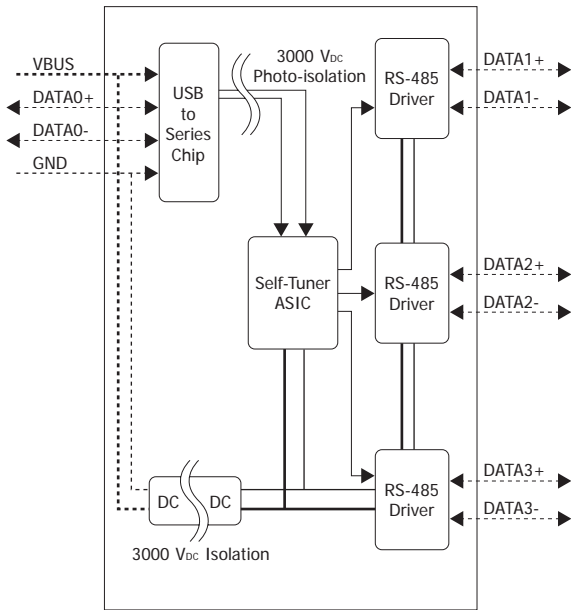 VBUS
DATA0+
DATA0-
GND
USB
to
Series
Chip
3000 VDC
Photo-isolation
RS-485
Driver
DATA1+
DATA1-
Self-Tuner
ASIC
RS-485
Driver
DATA2+
DATA2-
DC DC
3000 VDC Isolation
RS-485
Driver
DATA3+
DATA3-